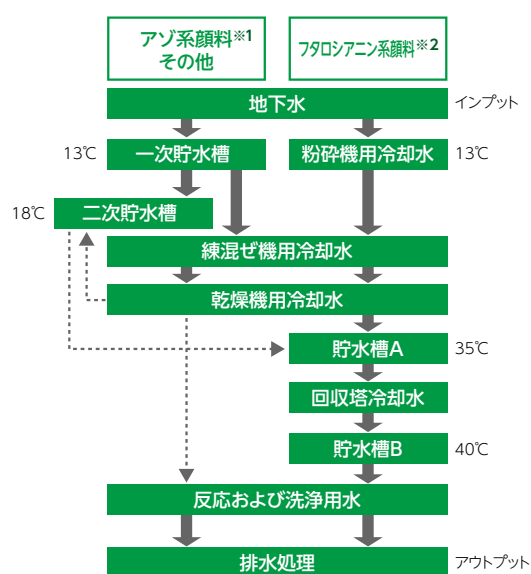 アゾ系顔料※1
その他
フタロシアニン系顔料※2
地下水
インプット
13℃
一次貯水槽
粉砕機用冷却水
13℃
18℃
二次貯水槽
練混ぜ機用冷却水
乾燥機用冷却水
貯水槽A
35℃
回収塔冷却水
貯水槽B
40℃
反応および洗浄用水
排水処理
アウトプット